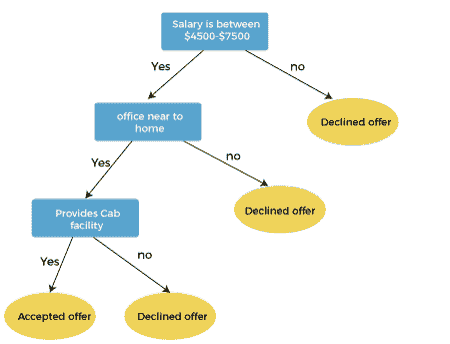 Salary is between
$4500-$7500
Yes
no
office near to
home
Declined offer
Yes
no
Provides Cab
facility
Declined offer
Yes
no
Accepted offer
Declined offer